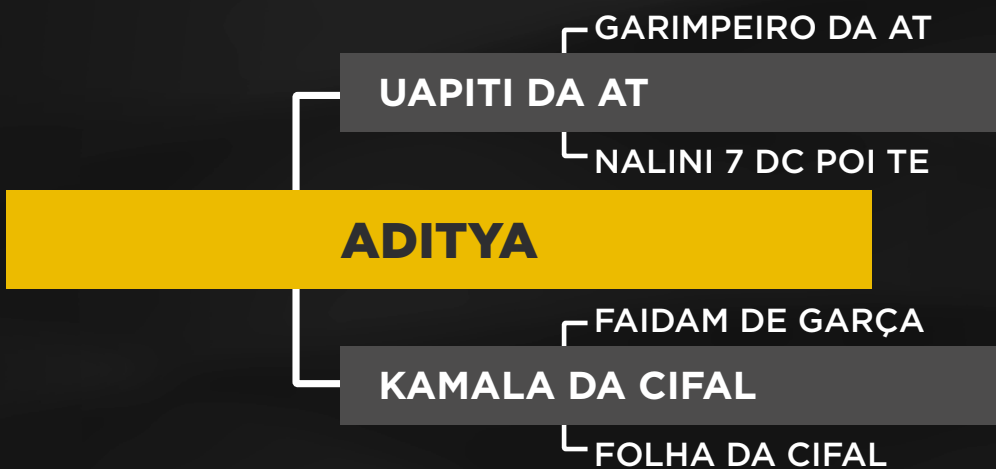 GARIMPEIRO DA AT
UAPITI DA AT
NALINI 7 DC POI TE
ADITYA
FAIDAM DE GARÇA
KAMALA DA CIFAL
FOLHA DA CIFAL